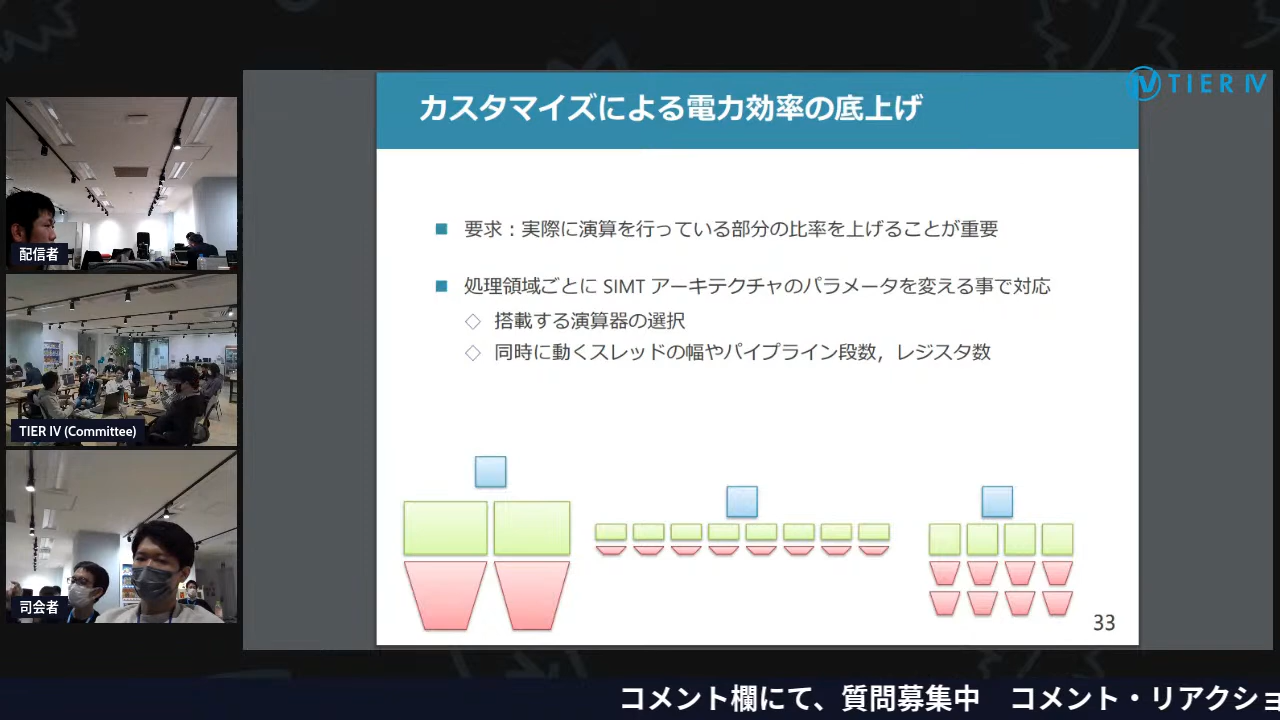 TIER IV
カスタマイズによる電力効率の底上げ
■ 要求：実際に演算を行っている部分の比率を上げることが重要
■ 処理領域ごとに SIMT アーキテクチャのパラメータを変える事で対応
◇ 搭載する演算器の選択
◇ 同時に動くスレッドの幅やパイプライン段数，レジスタ数
33
配信者
TIER IV (Committee)
司会者
コメント欄にて、質問募集中　コメント・リアクショ